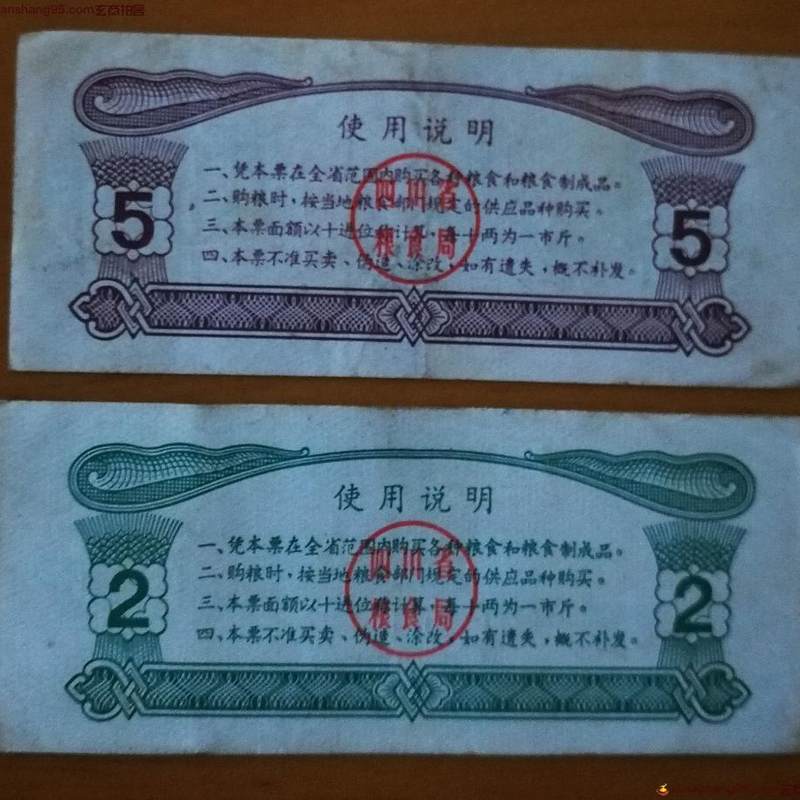 使用说明
一、凭本票在全省范围内购买各种粮食和粮食制成品。
二、购粮时，按当地粮食部门规定的供应品种购买。
三、本票面额以十进位秤计算，每十两为一市斤。
四、本票不准买卖、伪造、涂改，如有遗失，概不补发。
四川省
粮食局
5
5
使用说明
一、凭本票在全省范围内购买各种粮食和粮食制成品。
二、购粮时，按当地粮食部门规定的供应品种购买。
三、本票面额以十进位秤计算，每十两为一市斤。
四、本票不准买卖、伪造、涂改，如有遗失，概不补发。
四川省
粮食局
2
2